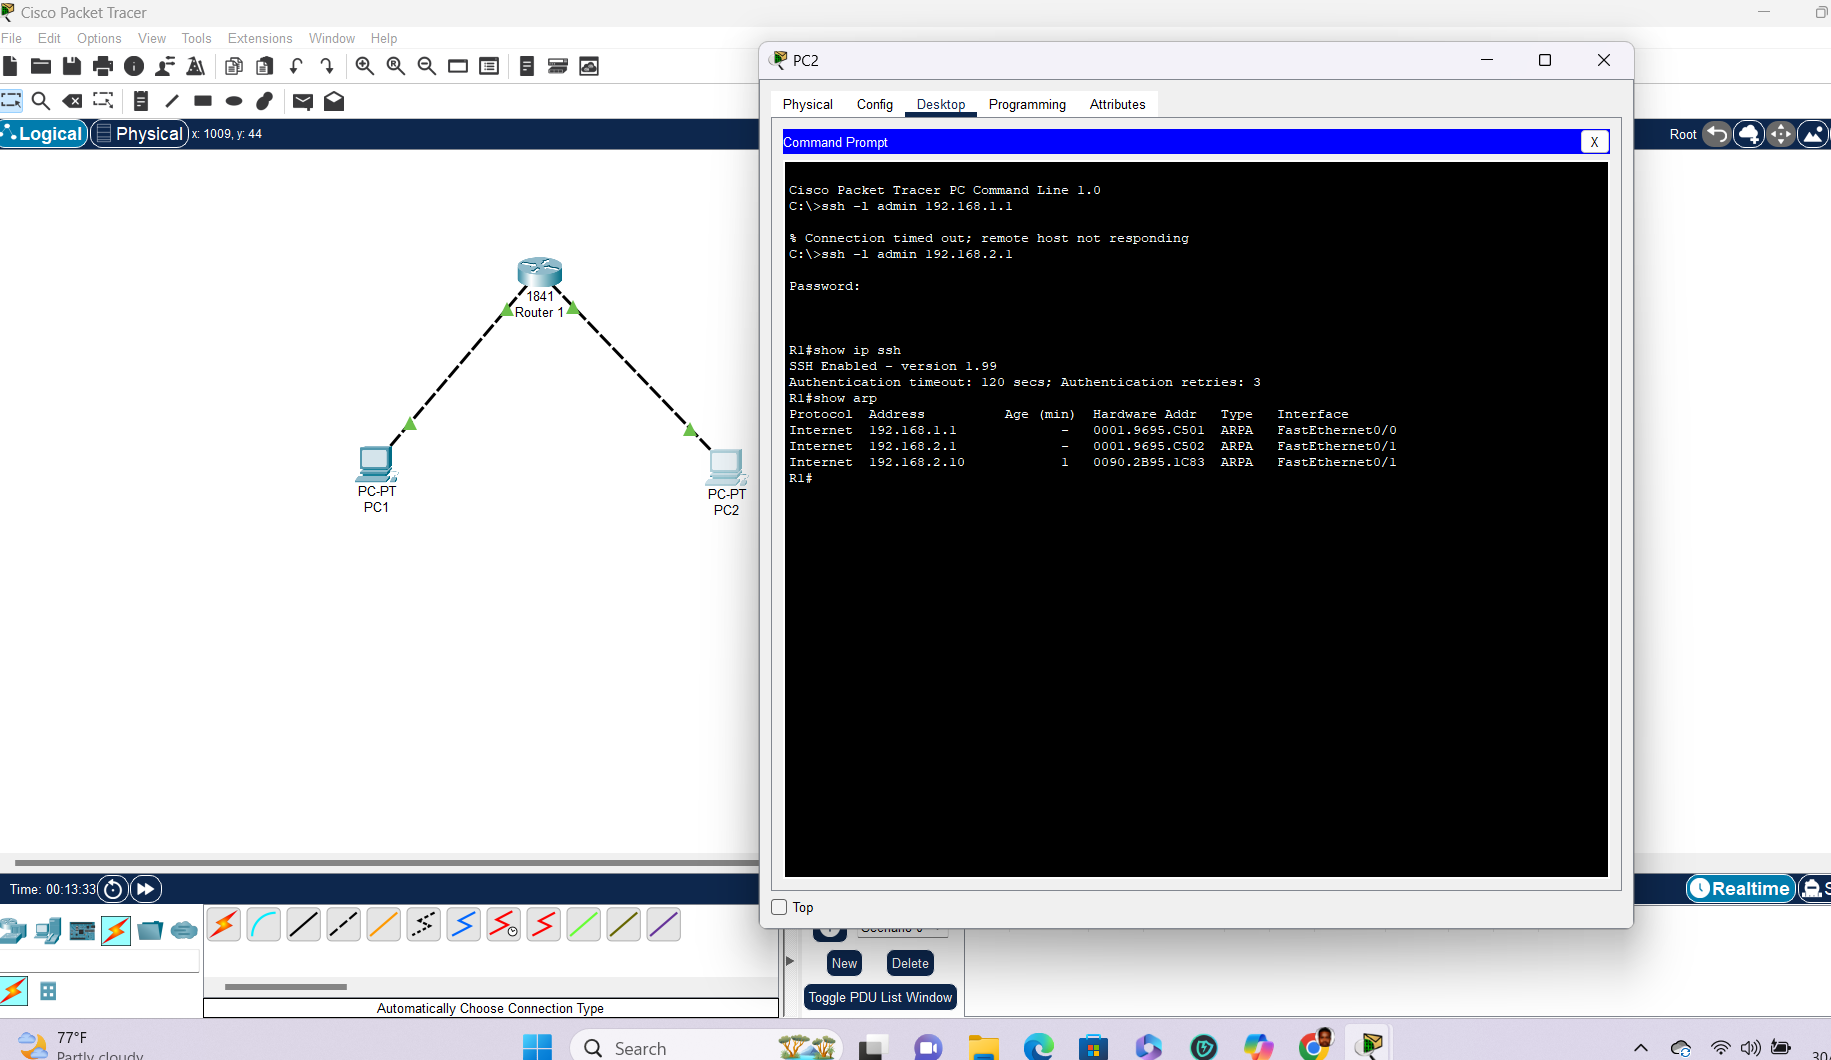 Cisco Packet Tracer
File Edit Options View Tools Extensions Window Help
Logical Physical x: 1009, y: 44
Root
1841
Router 1
PC-PT
PC1
PC-PT
PC2
PC2
Physical Config Desktop Programming Attributes
Command Prompt X
Cisco Packet Tracer PC Command Line 1.0
C:\>ssh -l admin 192.168.1.1
% Connection timed out; remote host not responding
C:\>ssh -l admin 192.168.2.1
Password:
R1#show ip ssh
SSH Enabled - version 1.99
Authentication timeout: 120 secs; Authentication retries: 3
R1#show arp
Protocol Address Age (min) Hardware Addr Type Interface
Internet 192.168.1.1 - 0001.9695.C501 ARPA FastEthernet0/0
Internet 192.168.2.1 - 0001.9695.C502 ARPA FastEthernet0/1
Internet 192.168.2.10 1 0090.2B95.1C83 ARPA FastEthernet0/1
R1#
Top
Time: 00:13:33
Realtime S
New Delete
Toggle PDU List Window
Automatically Choose Connection Type
77°F
Partly cloudy
Search